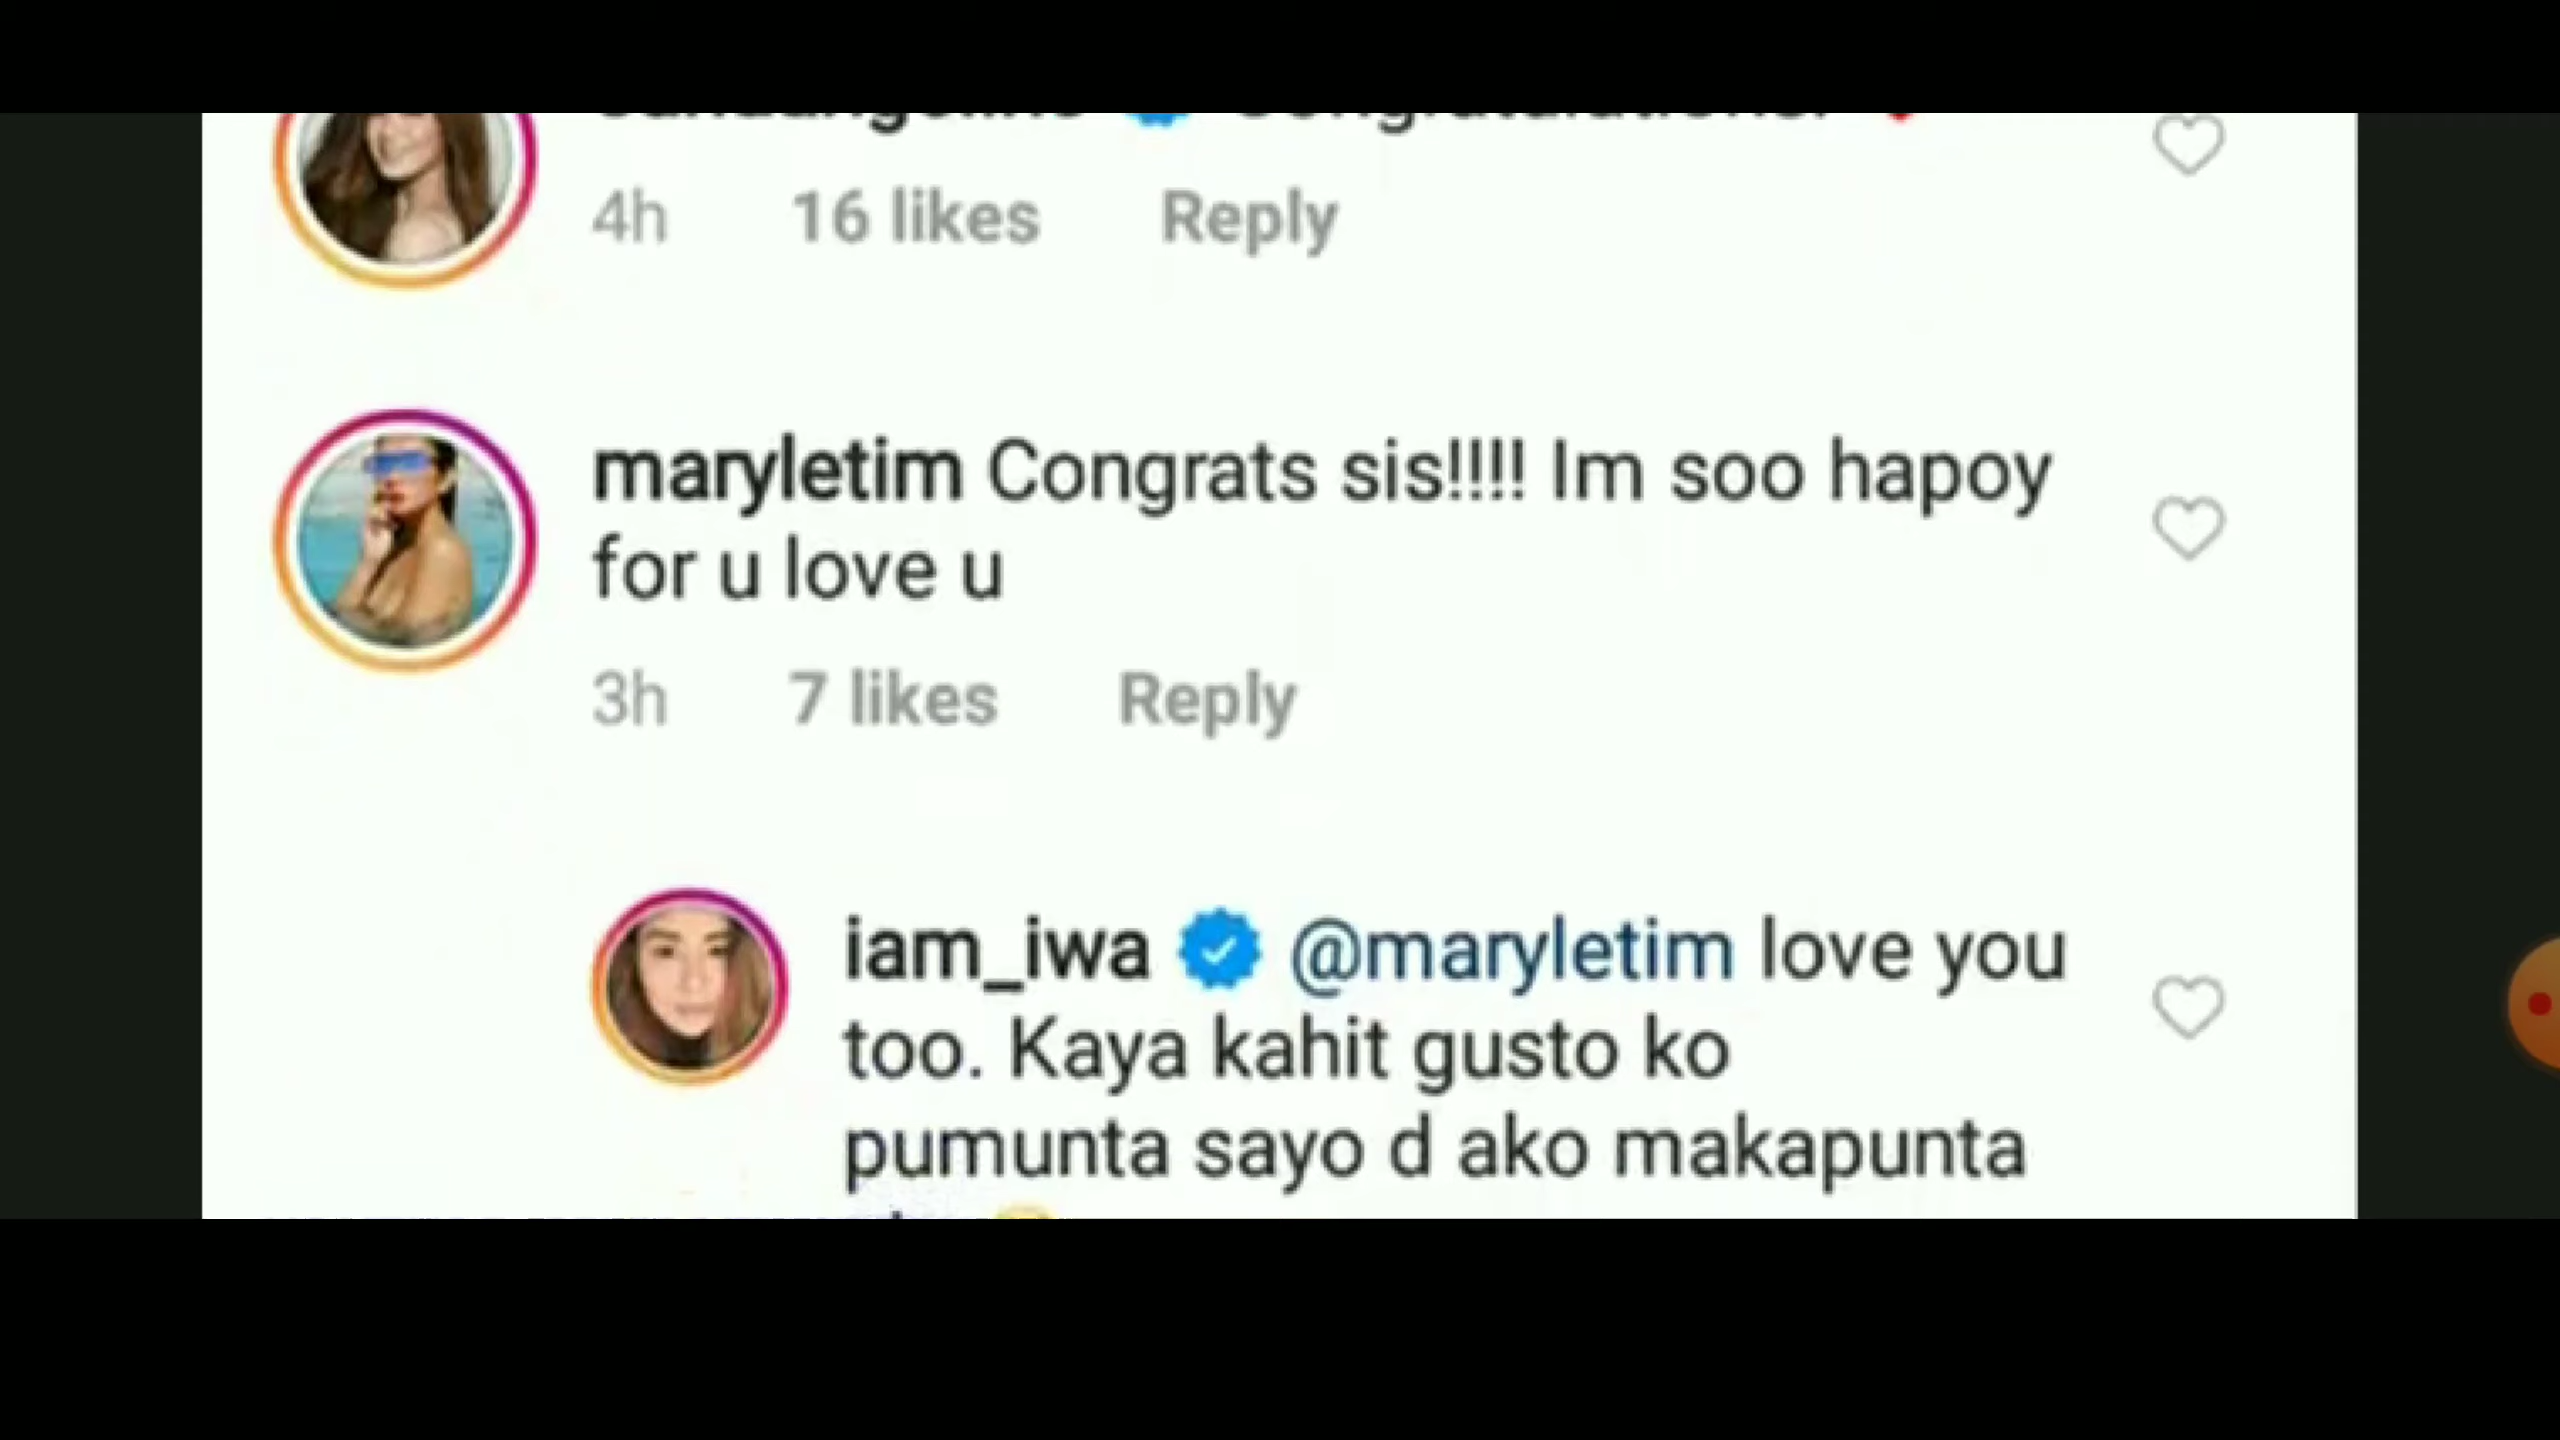 4h 16 likes Reply
maryletim Congrats sis!!!! Im soo hapoy
for u love u
3h 7 likes Reply
iam_iwa @maryletim love you
too. Kaya kahit gusto ko
pumunta sayo d ako makapunta